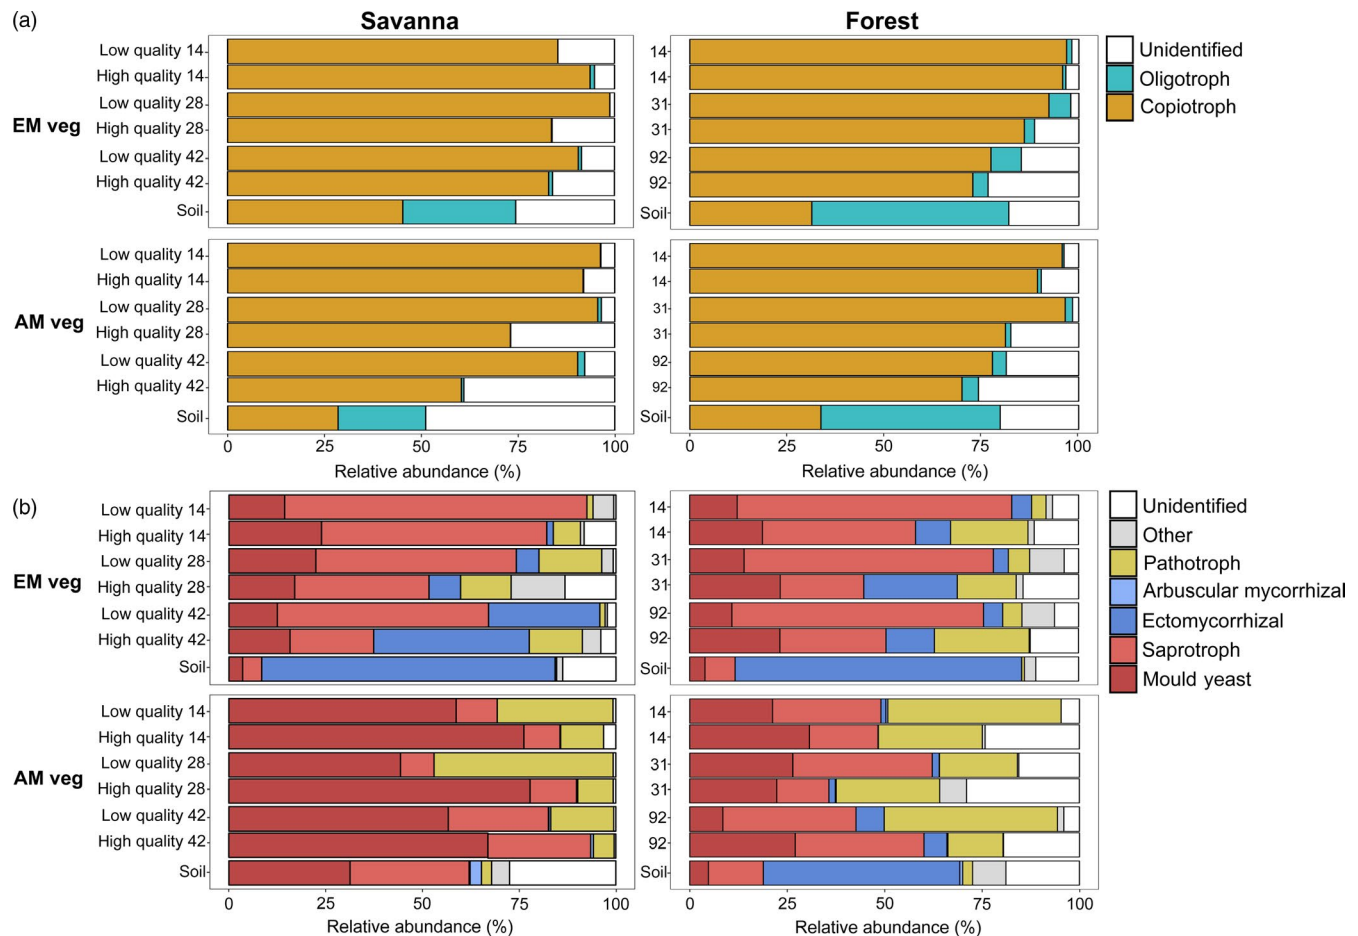 (a)
Savanna
Forest
EM veg
Low quality 14
High quality 14
Low quality 28
High quality 28
Low quality 42
High quality 42
Soil
14
14
31
31
92
92
Soil
Unidentified
Oligotroph
Copiotroph
AM veg
Low quality 14
High quality 14
Low quality 28
High quality 28
Low quality 42
High quality 42
Soil
14
14
31
31
92
92
Soil
0 25 50 75 100
Relative abundance (%)
0 25 50 75 100
Relative abundance (%)
(b)
EM veg
Low quality 14
High quality 14
Low quality 28
High quality 28
Low quality 42
High quality 42
Soil
14
14
31
31
92
92
Soil
Unidentified
Other
Pathotroph
Arbuscular mycorrhizal
Ectomycorrhizal
Saprotroph
Mould yeast
AM veg
Low quality 14
High quality 14
Low quality 28
High quality 28
Low quality 42
High quality 42
Soil
14
14
31
31
92
92
Soil
0 25 50 75 100
Relative abundance (%)
0 25 50 75 100
Relative abundance (%)